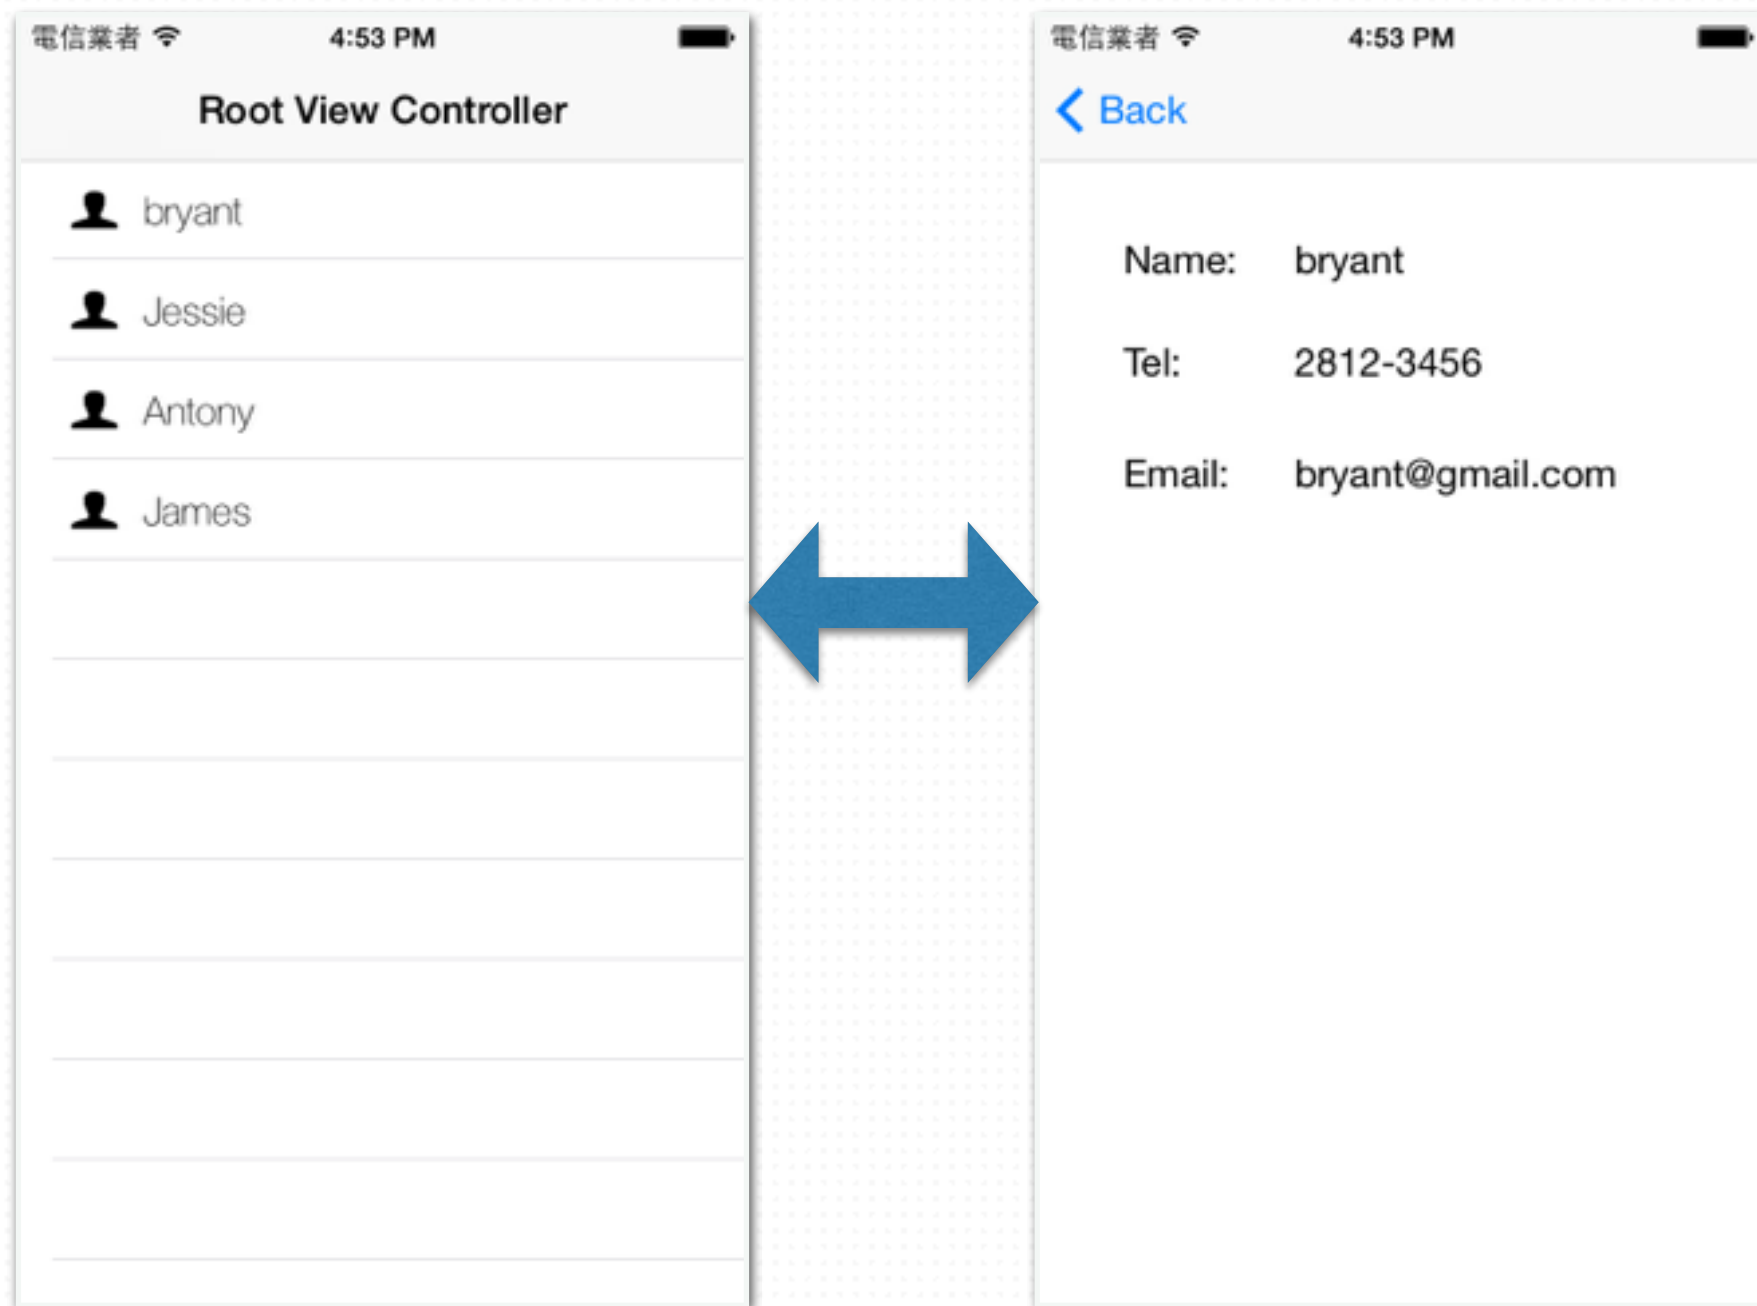 電信業者 4:53 PM
Root View Controller
bryant
Jessie
Antony
James
電信業者 4:53 PM
Back
Name: bryant
Tel: 2812-3456
Email: bryant@gmail.com